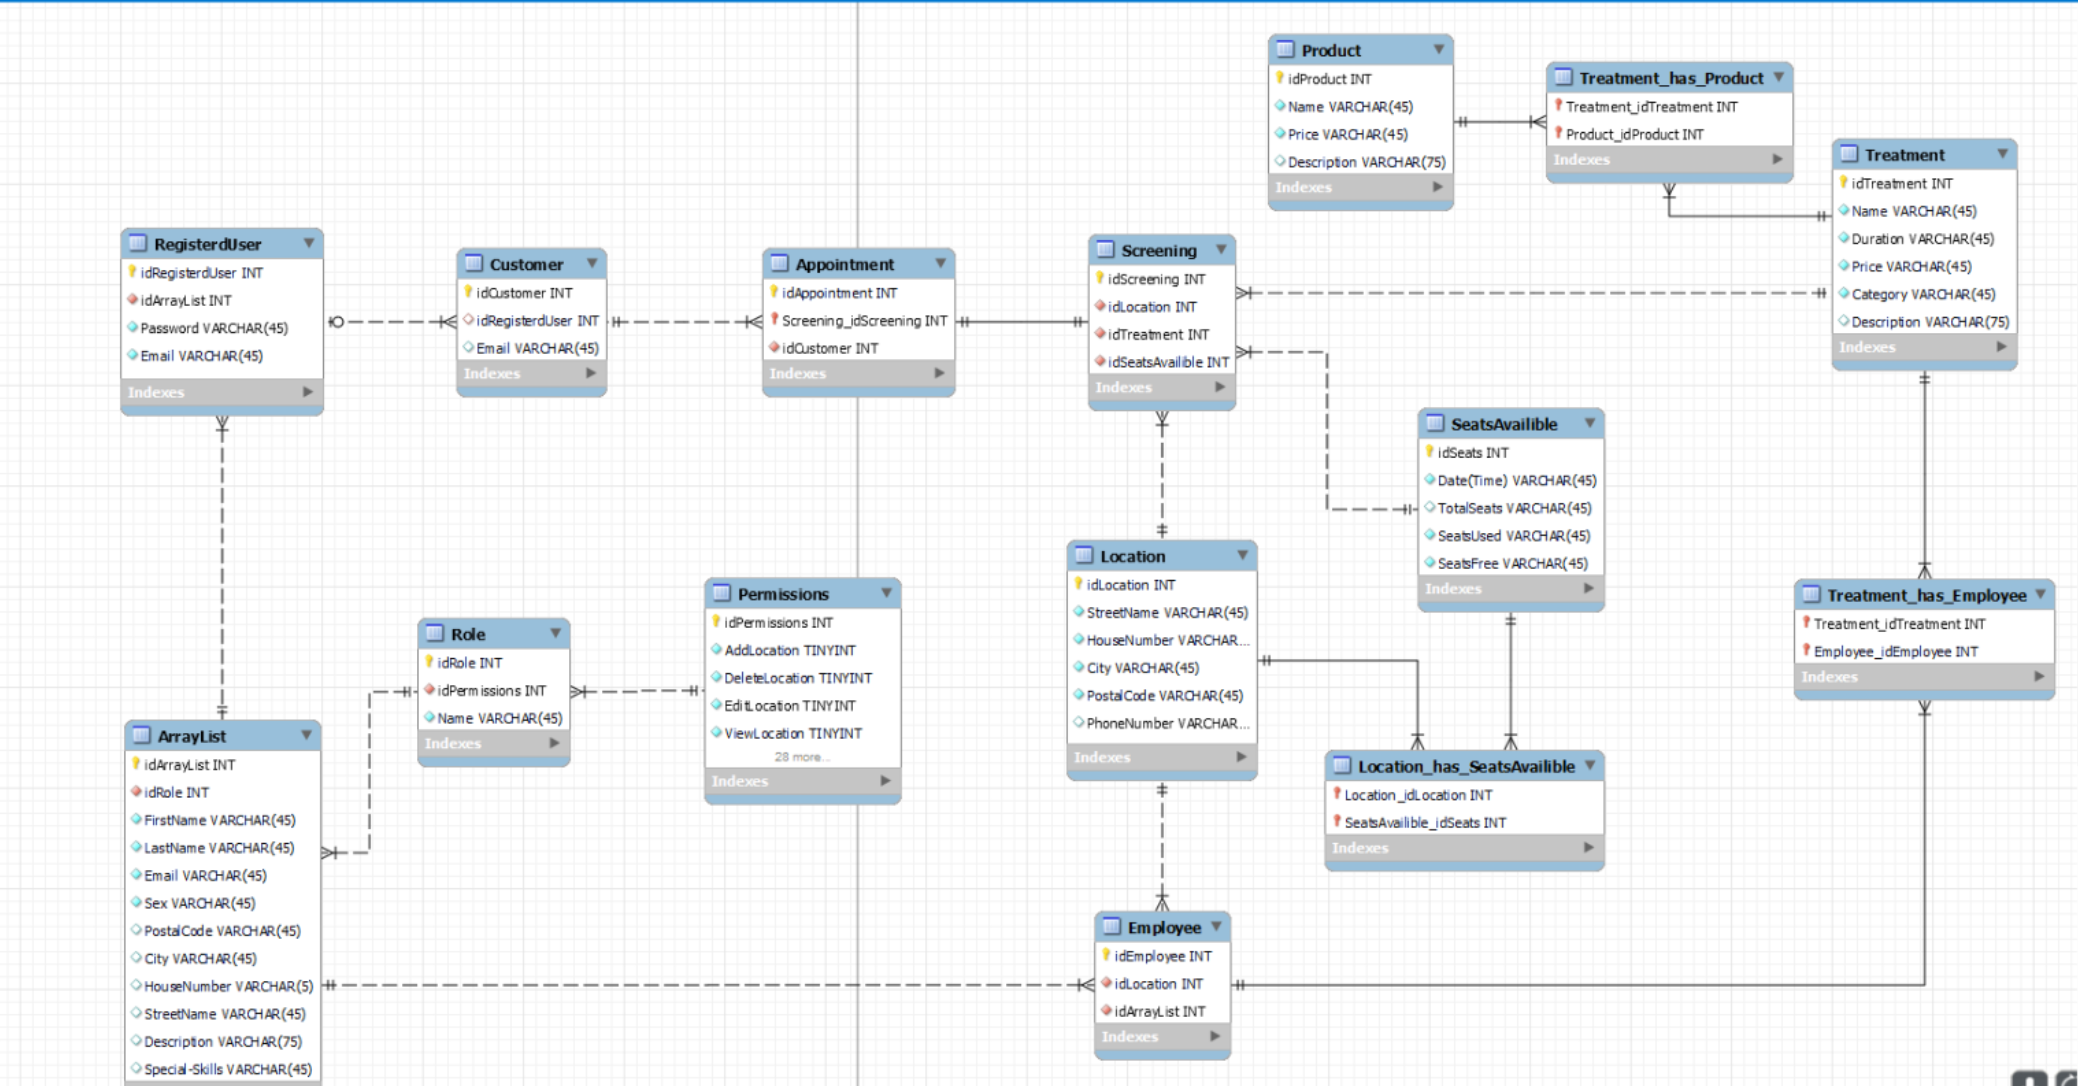 Product
idProduct INT
Name VARCHAR(45)
Price VARCHAR(45)
Description VARCHAR(75)
Indexes
Treatment_has_Product
Treatment_idTreatment INT
Product_idProduct INT
Indexes
Treatment
idTreatment INT
Name VARCHAR(45)
Duration VARCHAR(45)
Price VARCHAR(45)
Category VARCHAR(45)
Description VARCHAR(75)
Indexes
RegisterdUser
idRegisterdUser INT
idArrayList INT
Password VARCHAR(45)
Email VARCHAR(45)
Indexes
Customer
idCustomer INT
idRegisterdUser INT
Email VARCHAR(45)
Indexes
Appointment
idAppointment INT
Screening_idScreening INT
idCustomer INT
Indexes
Screening
idScreening INT
idLocation INT
idTreatment INT
idSeatsAvailible INT
Indexes
SeatsAvailible
idSeats INT
Date(Time) VARCHAR(45)
TotalSeats VARCHAR(45)
SeatsUsed VARCHAR(45)
SeatsFree VARCHAR(45)
Indexes
Location
idLocation INT
StreetName VARCHAR(45)
HouseNumber VARCHAR...
City VARCHAR(45)
PostalCode VARCHAR(45)
PhoneNumber VARCHAR...
Indexes
Permissions
idPermissions INT
AddLocation TINYINT
DeleteLocation TINYINT
EditLocation TINYINT
ViewLocation TINYINT
28 more...
Indexes
Role
idRole INT
idPermissions INT
Name VARCHAR(45)
Indexes
Treatment_has_Employee
Treatment_idTreatment INT
Employee_idEmployee INT
Indexes
ArrayList
idArrayList INT
idRole INT
FirstName VARCHAR(45)
LastName VARCHAR(45)
Email VARCHAR(45)
Sex VARCHAR(45)
PostalCode VARCHAR(45)
City VARCHAR(45)
HouseNumber VARCHAR(5)
StreetName VARCHAR(45)
Description VARCHAR(75)
Special-Skills VARCHAR(45)
Location_has_SeatsAvailible
Location_idLocation INT
SeatsAvailible_idSeats INT
Indexes
Employee
idEmployee INT
idLocation INT
idArrayList INT
Indexes